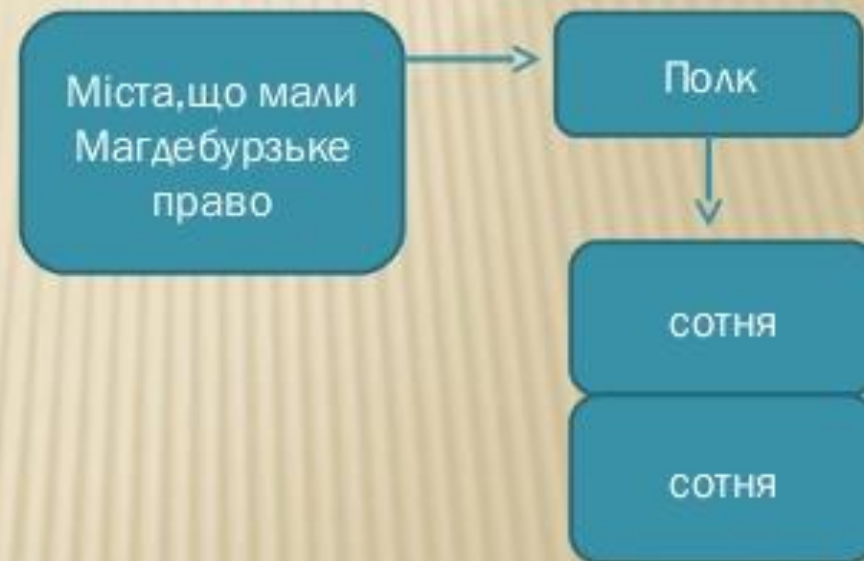 Міста,що мали
Магдебурзьке
право
Полк
сотня
сотня